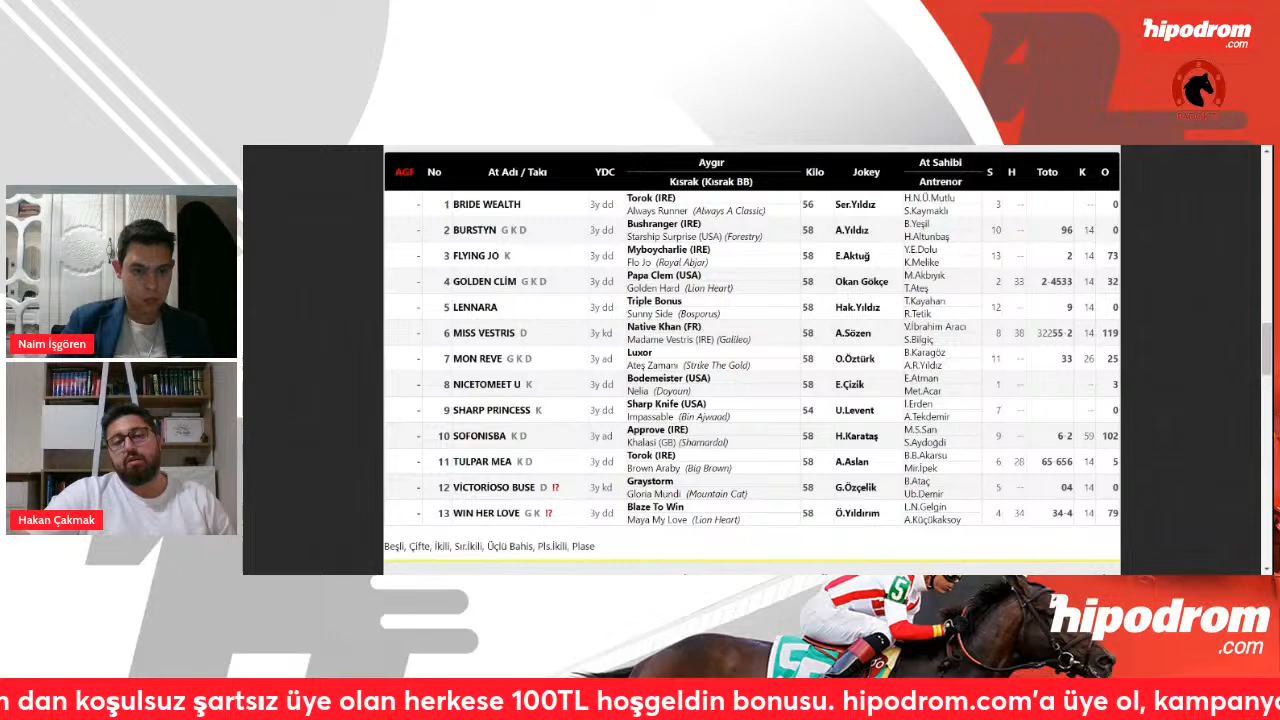 hipodrom
.com
AGF No At Adı / Takı YDC Aygır Kısrak (Kısrak BB) Kilo Jokey At Sahibi Antrenor S H Toto K O
- 1 BRIDE WEALTH 3y dd Torok (IRE) 56 Ser.Yıldız H.N.Ü.Mutlu 3 -- 0
Always Runner (Always A Classic) S.Kaymaklı
- 2 BURSTYN G K D 3y dd Bushranger (IRE) 58 A.Yıldız B.Yeşil 10 -- 96 14 0
Starship Surprise (USA) (Forestry) H.Altunbaş
- 3 FLYING JO K 3y dd Myboycharlie (IRE) 58 E.Aktuğ Y.E.Dolu 13 -- 2 14 73
Flo Jo (Royal Abjar) K.Melike
- 4 GOLDEN CLİM G K D 3y dd Papa Clem (USA) 58 Okan Gökçe M.Akbıyık 2 33 2-4533 14 32
Golden Hard (Lion Heart) T.Ateş
- 5 LENNARA 3y dd Triple Bonus 58 Hak.Yıldız T.Kayahan 12 -- 9 14 0
Sunny Side (Bosporus) R.Tetik
- 6 MISS VESTRIS D 3y kd Native Khan (FR) 58 A.Sözen V.İbrahim Aracı 8 38 32255-2 14 119
Madame Vestris (IRE) (Galileo) S.Bilgiç
- 7 MON REVE G K D 3y ad Luxor 58 O.Öztürk B.Karagöz 11 -- 33 26 25
Ateş Zamanı (Strike The Gold) A.R.Yıldız
- 8 NICETOMEET U K 3y dd Bodemeister (USA) 58 E.Çizik E.Atman 1 -- 3
Nelia (Doyoun) Met.Acar
- 9 SHARP PRINCESS K 3y dd Sharp Knife (USA) 54 U.Levent I.Erden 7 -- 0
Impassable (Bin Ajwaad) A.Tekdemir
- 10 SOFONISBA K D 3y ad Approve (IRE) 58 H.Karataş M.S.San 9 -- 6-2 59 102
Khalasi (GB) (Shamardal) S.Aydoğdi
- 11 TULPAR MEA K D 3y dd Torok (IRE) 58 A.Aslan B.B.Akarsu 6 28 65-656 14 5
Brown Araby (Big Brown) Mir.İpek
- 12 VİCTORİOSO BUSE D !? 3y kd Graystorm 58 G.Özçelik B.Ataç 5 -- 04 14 0
Gloria Mundi (Mountain Cat) Ub.Demir
- 13 WIN HER LOVE G K !? 3y dd Blaze To Win 58 Ö.Yıldırım L.N.Gelgin 4 34 34-4 14 79
Maya My Love (Lion Heart) A.Küçükaksoy
Beşli, Çifte, İkili, Sır.İkili, Üçlü Bahis, Pls.İkili, Plase
Naim İşgören
Hakan Çakmak
5
hipodrom
.com
dan koşulsuz şartsız üye olan herkese 100TL hoşgeldin bonusu. hipodrom.com'a üye ol,